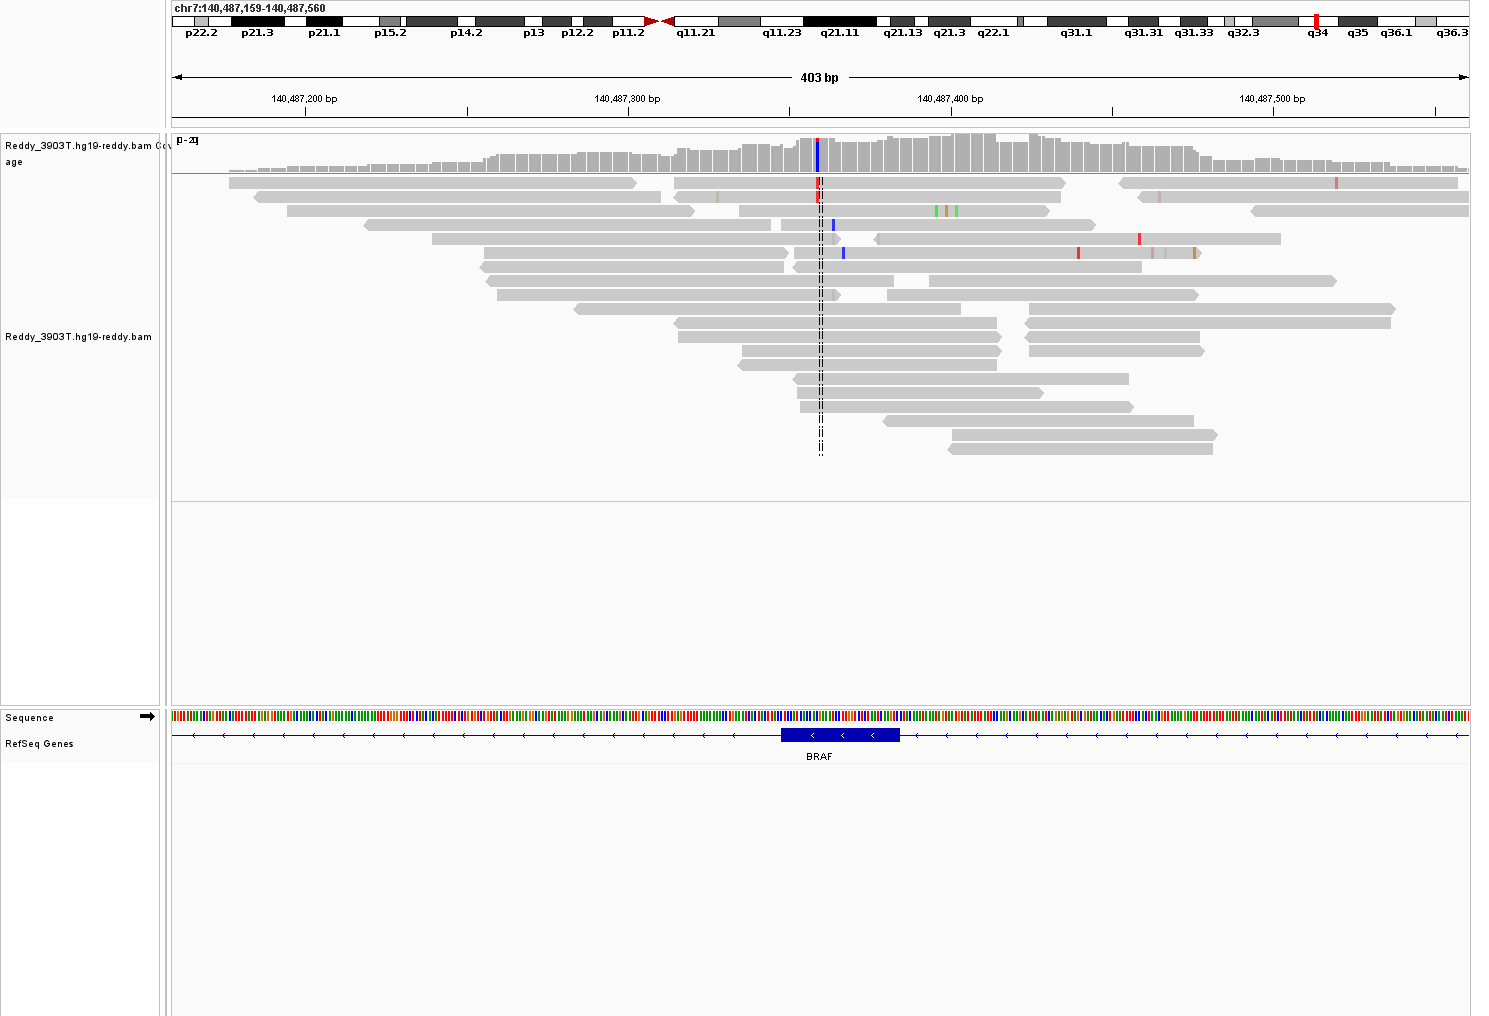 chr7:140,487,159-140,487,560
p22.2 p21.3 p21.1 p15.2 p14.2 p13 p12.2 p11.2 q11.21 q11.23 q21.11 q21.13 q21.3 q22.1 q31.1 q31.31 q31.33 q32.3 q34 q35 q36.1 q36.3
403 bp
140,487,200 bp 140,487,300 bp 140,487,400 bp 140,487,500 bp
[0 - 20]
Reddy_3903T.hg19-reddy.bam Cov
age
Reddy_3903T.hg19-reddy.bam
Sequence
RefSeq Genes
BRAF